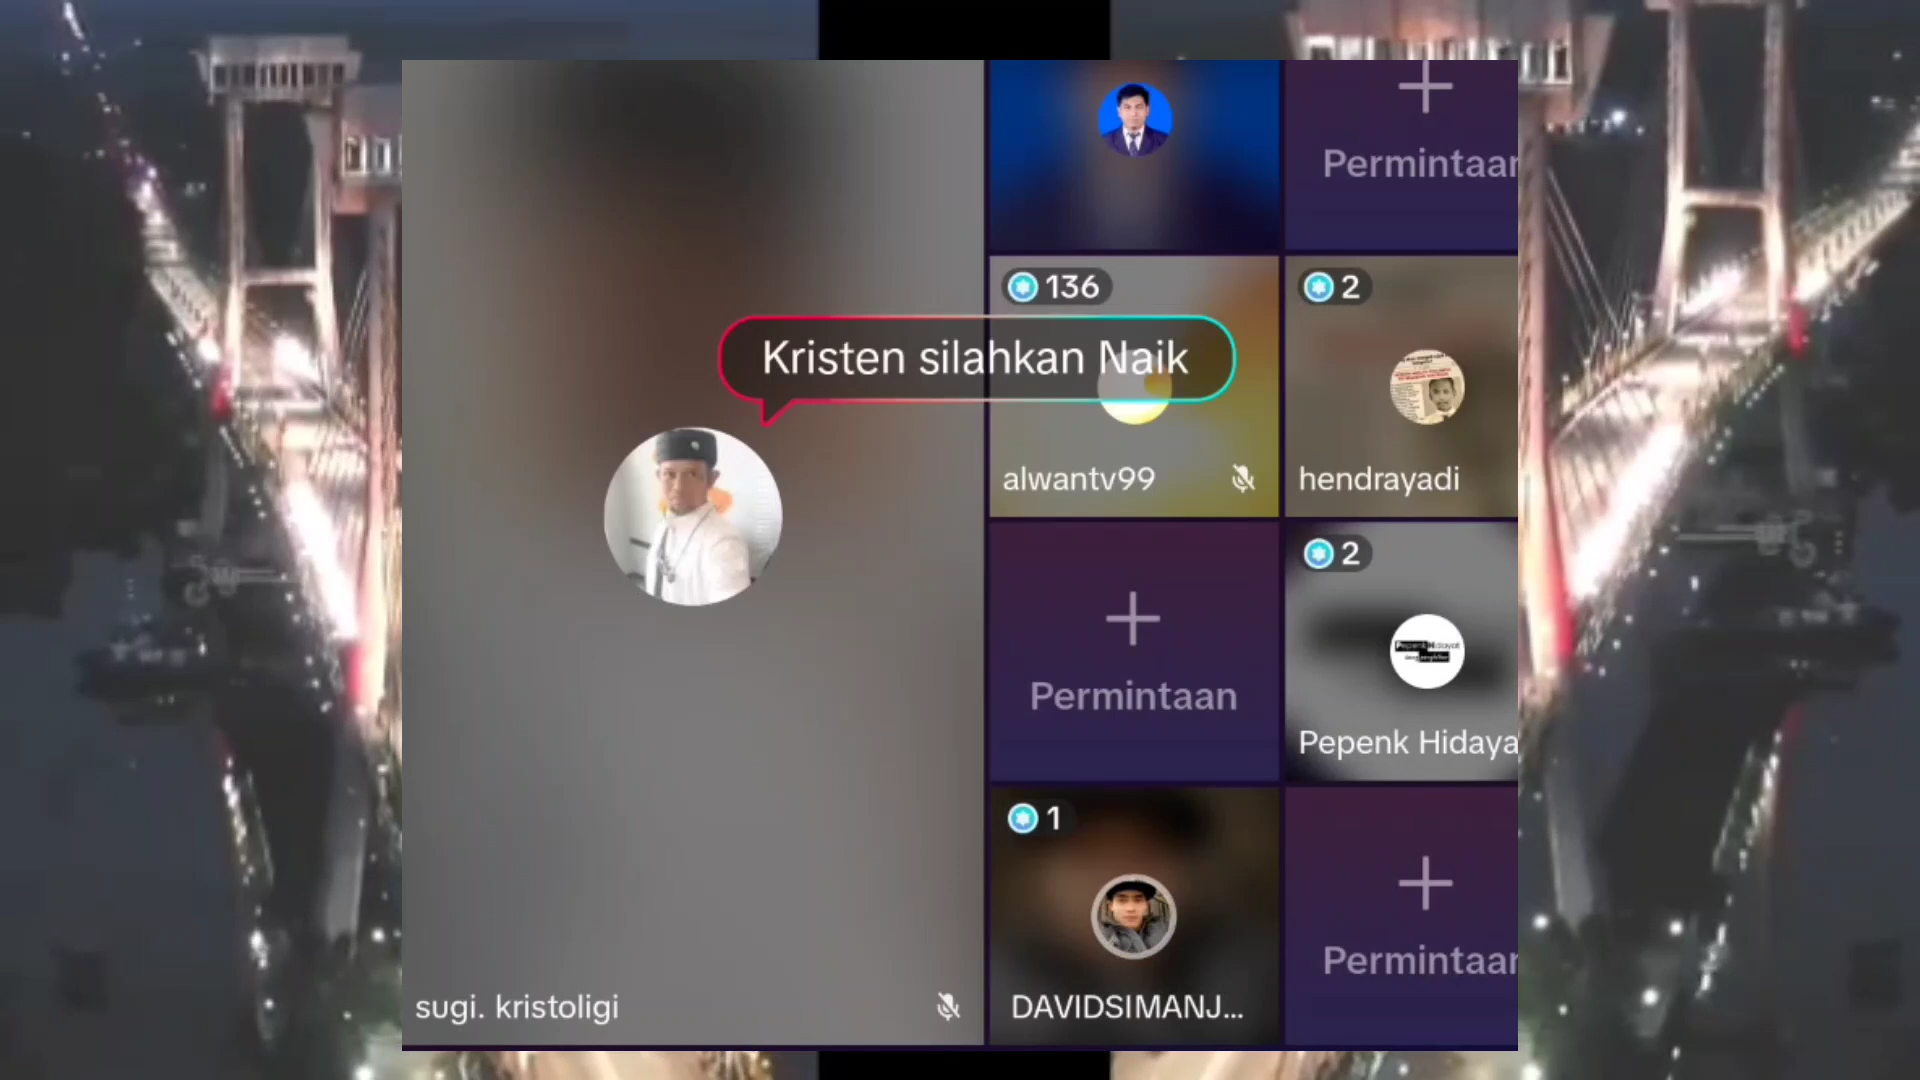 Permintaan
136
2
Kristen silahkan Naik
alwantv99
hendrayadi
2
Permintaan
Pepenk Hidaya
1
Permintaan
sugi. kristoligi
DAVIDSIMANJ...